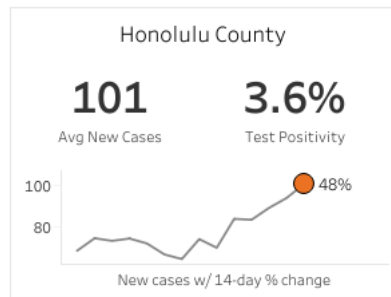 Honolulu County
101 3.6%
Avg New Cases Test Positivity
100 48%
80
New cases w/ 14-day % change